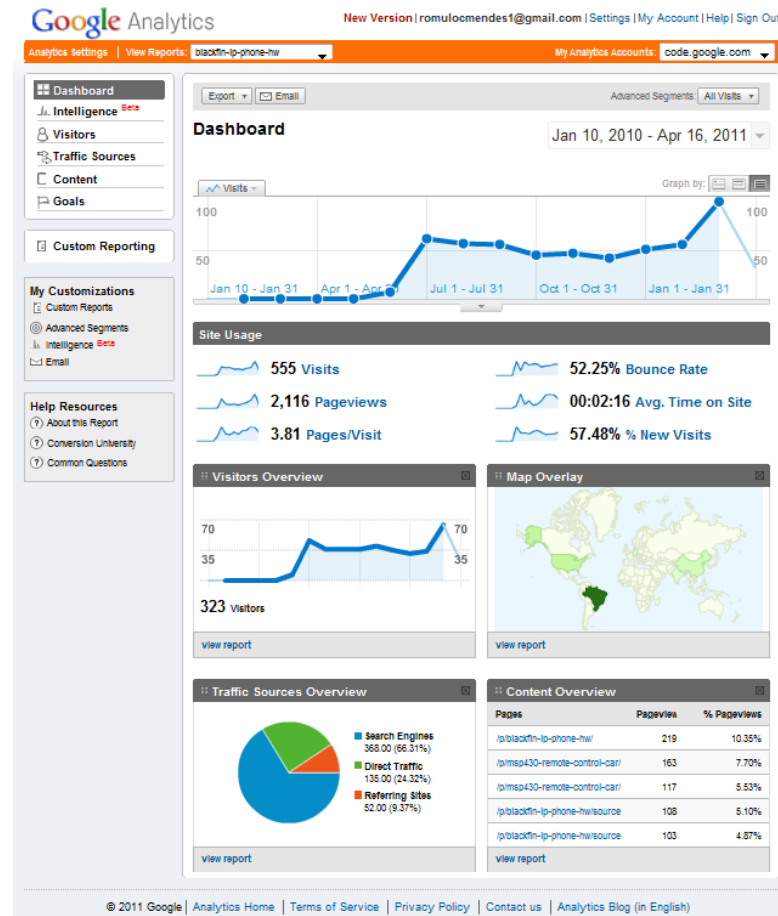 Google Analytics
New Version | romulocmendes1@gmail.com | Settings | My Account | Help | Sign Out
Analytics Settings | View Reports: blackfin-ip-phone-hw My Analytics Accounts: code.google.com
Dashboard
Intelligence Beta
Visitors
Traffic Sources
Content
Goals
Custom Reporting
My Customizations
Custom Reports
Advanced Segments
Intelligence Beta
Email
Help Resources
About this Report
Conversion University
Common Questions
Export Email Advanced Segments: All Visits
Dashboard
Jan 10, 2010 - Apr 16, 2011
Visits Graph by:
100 100
50 50
Jan 10 - Jan 31 Apr 1 - Apr 30 Jul 1 - Jul 31 Oct 1 - Oct 31 Jan 1 - Jan 31
Site Usage
555 Visits 52.25% Bounce Rate
2,116 Pageviews 00:02:16 Avg. Time on Site
3.81 Pages/Visit 57.48% % New Visits
Visitors Overview
70 70
35 35
323 Visitors
view report
Map Overlay
view report
Traffic Sources Overview
Search Engines
368.00 (66.31%)
Direct Traffic
135.00 (24.32%)
Referring Sites
52.00 (9.37%)
view report
Content Overview
Pages Pageview % Pageviews
/p/blackfin-ip-phone-hw/ 219 10.35%
/p/msp430-remote-control-car/ 163 7.70%
/p/msp430-remote-control-car/ 117 5.53%
/p/blackfin-ip-phone-hw/source 108 5.10%
/p/blackfin-ip-phone-hw/source 103 4.87%
view report
© 2011 Google | Analytics Home | Terms of Service | Privacy Policy | Contact us | Analytics Blog (in English)